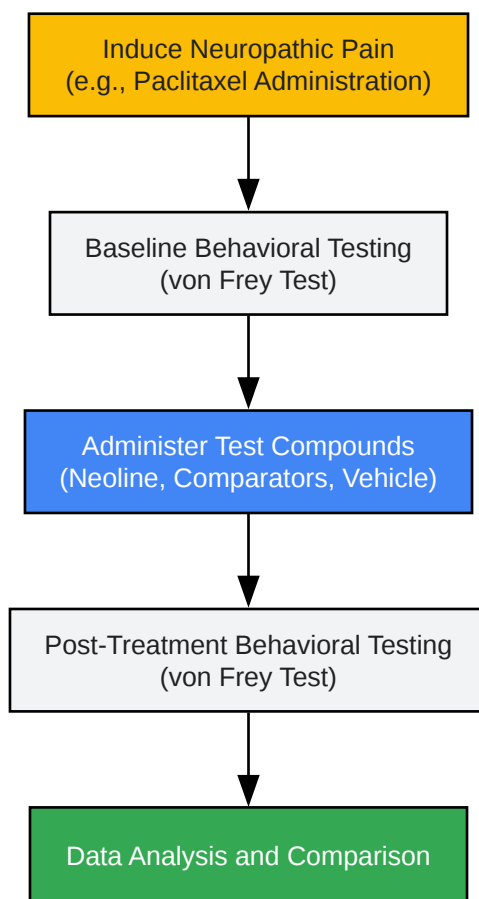 Induce Neuropathic Pain
(e.g., Paclitaxel Administration)
Baseline Behavioral Testing
(von Frey Test)
Administer Test Compounds
(Neoline, Comparators, Vehicle)
Post-Treatment Behavioral Testing
(von Frey Test)
Data Analysis and Comparison